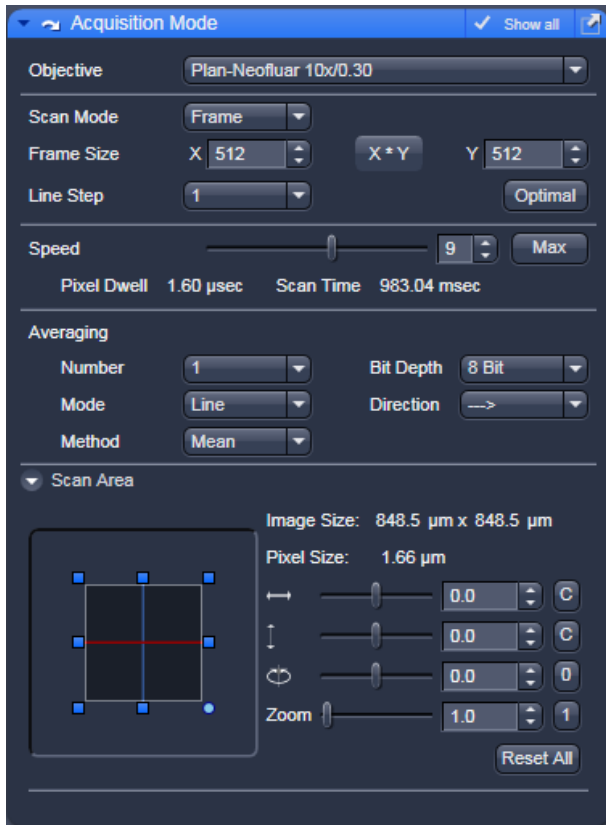 Acquisition Mode Show all
Objective Plan-Neofluar 10x/0.30
Scan Mode Frame
Frame Size X 512 X * Y Y 512
Line Step 1 Optimal
Speed 9 Max
Pixel Dwell 1.60 µsec Scan Time 983.04 msec
Averaging
Number 1 Bit Depth 8 Bit
Mode Line Direction --->
Method Mean
Scan Area
Image Size: 848.5 µm x 848.5 µm
Pixel Size: 1.66 µm
0.0 C
0.0 C
0.0 0
Zoom 1.0 1
Reset All